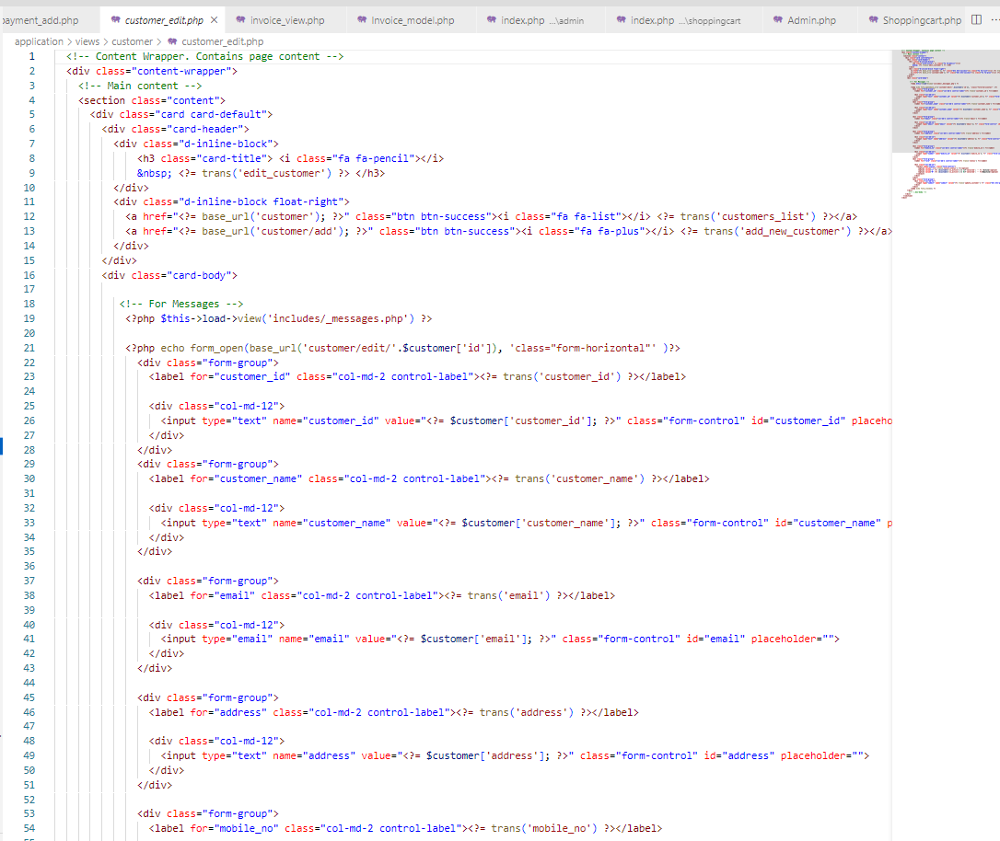 payment_add.php customer_edit.php × invoice_view.php Invoice_model.php index.php ...\admin index.php ...\shoppingcart Admin.php Shoppingcart.php
application > views > customer > customer_edit.php
1 <!-- Content Wrapper. Contains page content -->
2 <div class="content-wrapper">
3 <!-- Main content -->
4 <section class="content">
5 <div class="card card-default">
6 <div class="card-header">
7 <div class="d-inline-block">
8 <h3 class="card-title"> <i class="fa fa-pencil"></i>
9 &nbsp; <?= trans('edit_customer') ?> </h3>
10 </div>
11 <div class="d-inline-block float-right">
12 <a href="<?= base_url('customer'); ?>" class="btn btn-success"><i class="fa fa-list"></i> <?= trans('customers_list') ?></a>
13 <a href="<?= base_url('customer/add'); ?>" class="btn btn-success"><i class="fa fa-plus"></i> <?= trans('add_new_customer') ?></a>
14 </div>
15 </div>
16 <div class="card-body">
17
18 <!-- For Messages -->
19 <?php $this->load->view('includes/_messages.php') ?>
20
21 <?php echo form_open(base_url('customer/edit/'.$customer['id']), 'class="form-horizontal"' )?>
22 <div class="form-group">
23 <label for="customer_id" class="col-md-2 control-label"><?= trans('customer_id') ?></label>
24
25 <div class="col-md-12">
26 <input type="text" name="customer_id" value="<?= $customer['customer_id']; ?>" class="form-control" id="customer_id" placeho
27 </div>
28 </div>
29 <div class="form-group">
30 <label for="customer_name" class="col-md-2 control-label"><?= trans('customer_name') ?></label>
31
32 <div class="col-md-12">
33 <input type="text" name="customer_name" value="<?= $customer['customer_name']; ?>" class="form-control" id="customer_name" p
34 </div>
35 </div>
36
37 <div class="form-group">
38 <label for="email" class="col-md-2 control-label"><?= trans('email') ?></label>
39
40 <div class="col-md-12">
41 <input type="email" name="email" value="<?= $customer['email']; ?>" class="form-control" id="email" placeholder="">
42 </div>
43 </div>
44
45 <div class="form-group">
46 <label for="address" class="col-md-2 control-label"><?= trans('address') ?></label>
47
48 <div class="col-md-12">
49 <input type="text" name="address" value="<?= $customer['address']; ?>" class="form-control" id="address" placeholder="">
50 </div>
51 </div>
52
53 <div class="form-group">
54 <label for="mobile_no" class="col-md-2 control-label"><?= trans('mobile_no') ?></label>